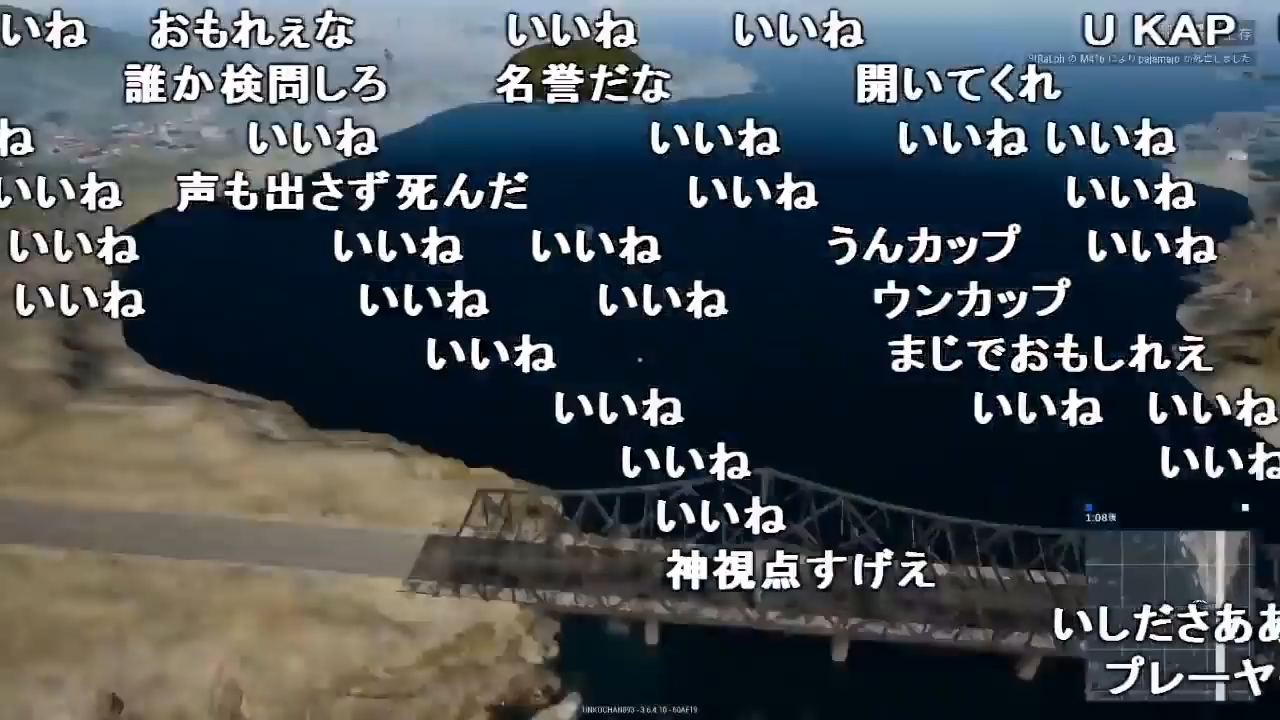 いね おもれぇな いいね いいね U KAP
誰か検問しろ 名誉だな 開いてくれ
ね いいね いいね いいね いいね
いいね 声も出さず死んだ いいね いいね
いいね いいね いいね うんカップ いいね
いいね いいね いいね ウンカップ
いいね まじでおもしれえ
いいね いいね いいね
いいね いいね
1:08後
いいね
神視点すげえ
いしださああ
プレーヤ